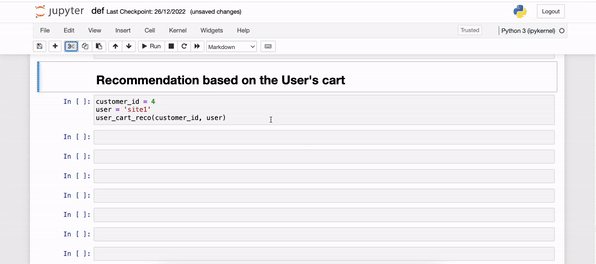 jupyter def Last Checkpoint: 26/12/2022 (unsaved changes) Logout
File Edit View Insert Cell Kernel Widgets Help Trusted Python 3 (ipykernel)
Run Markdown
Recommendation based on the User's cart
In [ ]: customer_id = 4
user = 'site1'
user_cart_reco(customer_id, user)
In [ ]:
In [ ]:
In [ ]:
In [ ]:
In [ ]:
In [ ]:
In [ ]: